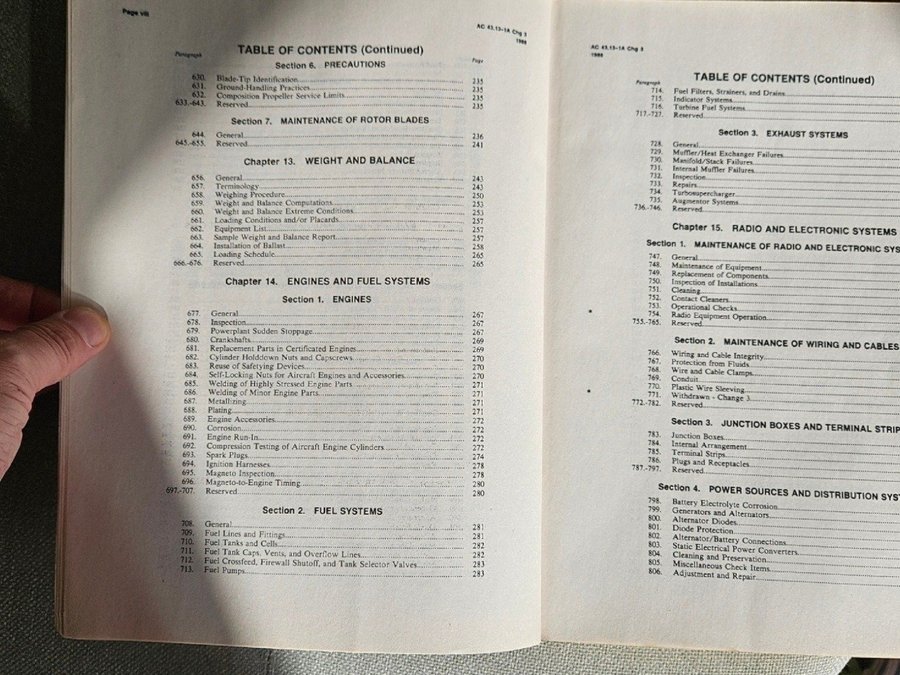 Page viii
AC 43.13-1A Chg 3
1988
TABLE OF CONTENTS (Continued)
Paragraph Page
Section 6. PRECAUTIONS
630. Blade-Tip Identification 235
631. Ground-Handling Practices 235
632. Composition Propeller Service Limits 235
633.-643. Reserved 235
Section 7. MAINTENANCE OF ROTOR BLADES
644. General 236
645.-655. Reserved 241
Chapter 13. WEIGHT AND BALANCE
656. General 243
657. Terminology 243
658. Weighing Procedure 250
659. Weight and Balance Computations 253
660. Weight and Balance Extreme Conditions 253
661. Loading Conditions and/or Placards 257
662. Equipment List 257
663. Sample Weight and Balance Report 257
664. Installation of Ballast 258
665. Loading Schedule 265
666.-676. Reserved 265
Chapter 14. ENGINES AND FUEL SYSTEMS
Section 1. ENGINES
677. General 267
678. Inspection 267
679. Powerplant Sudden Stoppage 267
680. Crankshafts 269
681. Replacement Parts in Certificated Engines 269
682. Cylinder Holddown Nuts and Capscrews 270
683. Reuse of Safetying Devices 270
684. Self-Locking Nuts for Aircraft Engines and Accessories 270
685. Welding of Highly Stressed Engine Parts 271
686. Welding of Minor Engine Parts 271
687. Metallizing 271
688. Plating 271
689. Engine Accessories 272
690. Corrosion 272
691. Engine Run-In 272
692. Compression Testing of Aircraft Engine Cylinders 272
693. Spark Plugs 274
694. Ignition Harnesses 278
695. Magneto Inspection 278
696. Magneto-to-Engine Timing 280
697.-707. Reserved 280
Section 2. FUEL SYSTEMS
708. General 281
709. Fuel Lines and Fittings 281
710. Fuel Tanks and Cells 282
711. Fuel Tank Caps, Vents, and Overflow Lines 282
712. Fuel Crossfeed, Firewall Shutoff, and Tank Selector Valves 283
713. Fuel Pumps 283
AC 43.13-1A Chg 3
1988
TABLE OF CONTENTS (Continued)
Paragraph
714. Fuel Filters, Strainers, and Drains
715. Indicator Systems
716. Turbine Fuel Systems
717.-727. Reserved
Section 3. EXHAUST SYSTEMS
728. General
729. Muffler/Heat Exchanger Failures
730. Manifold/Stack Failures
731. Internal Muffler Failures
732. Inspection
733. Repairs
734. Turbosupercharger
735. Augmentor Systems
736.-746. Reserved
Chapter 15. RADIO AND ELECTRONIC SYSTEMS
Section 1. MAINTENANCE OF RADIO AND ELECTRONIC SYS
747. General
748. Maintenance of Equipment
749. Replacement of Components
750. Inspection of Installations
751. Cleaning
752. Contact Cleaners
753. Operational Checks
754. Radio Equipment Operation
755.-765. Reserved
Section 2. MAINTENANCE OF WIRING AND CABLES
766. Wiring and Cable Integrity
767. Protection from Fluids
768. Wire and Cable Clamps
769. Conduit
770. Plastic Wire Sleeving
771. Withdrawn - Change 3
772.-782. Reserved
Section 3. JUNCTION BOXES AND TERMINAL STRIP
783. Junction Boxes
784. Internal Arrangement
785. Terminal Strips
786. Plugs and Receptacles
787.-797. Reserved
Section 4. POWER SOURCES AND DISTRIBUTION SYST
798. Battery Electrolyte Corrosion
799. Generators and Alternators
800. Alternator Diodes
801. Diode Protection
802. Alternator/Battery Connections
803. Static Electrical Power Converters
804. Cleaning and Preservation
805. Miscellaneous Check Items
806. Adjustment and Repair